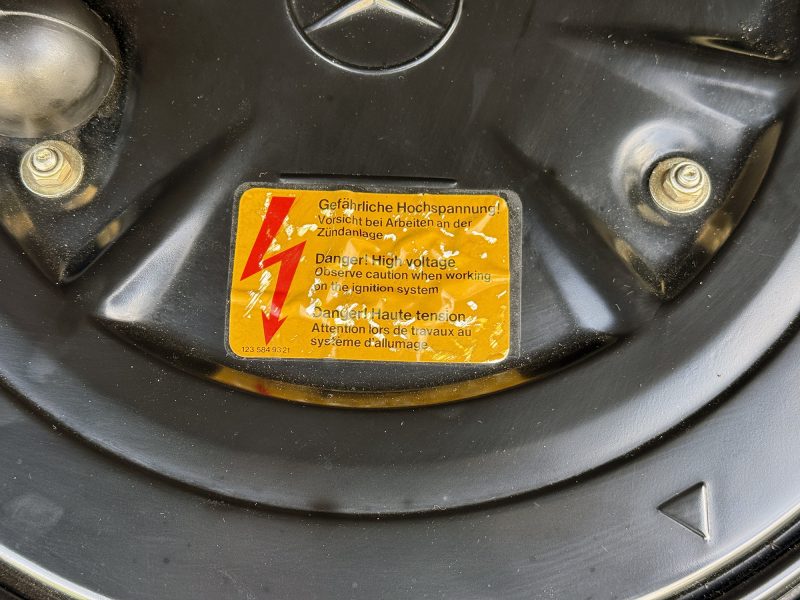 Gefährliche Hochspannung!
Vorsicht bei Arbeiten an der
Zündanlage
Danger! High voltage
Observe caution when working
on the ignition system
Danger! Haute tension
Attention lors de travaux au
système d'allumage
123 584 93 21